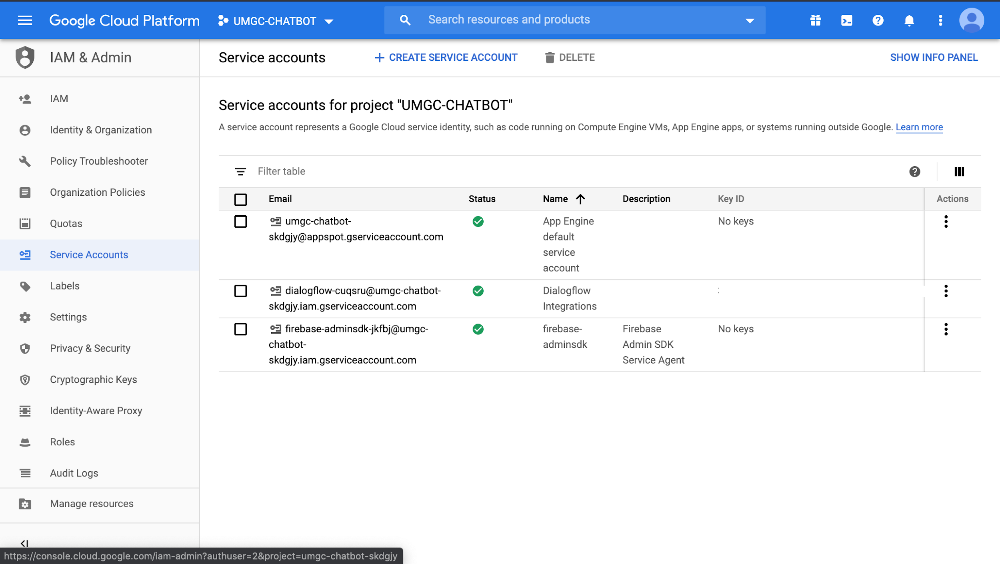 Google Cloud Platform
UMGC-CHATBOT
Search resources and products
IAM & Admin
Service accounts
CREATE SERVICE ACCOUNT
DELETE
SHOW INFO PANEL
IAM
Identity & Organization
Policy Troubleshooter
Organization Policies
Quotas
Service Accounts
Labels
Settings
Privacy & Security
Cryptographic Keys
Identity-Aware Proxy
Roles
Audit Logs
Manage resources
Service accounts for project "UMGC-CHATBOT"
A service account represents a Google Cloud service identity, such as code running on Compute Engine VMs, App Engine apps, or systems running outside Google. Learn more
Filter table
Email Status Name Description Key ID Actions
umgc-chatbot-
skdgjy@appspot.gserviceaccount.com
App Engine
default
service
account
No keys
dialogflow-cuqsru@umgc-chatbot-
skdgjy.iam.gserviceaccount.com
Dialogflow
Integrations
firebase-adminsdk-jkfbj@umgc-
chatbot-
skdgjy.iam.gserviceaccount.com
firebase-
adminsdk
Firebase
Admin SDK
Service Agent
No keys
https://console.cloud.google.com/iam-admin?authuser=2&project=umgc-chatbot-skdgjy